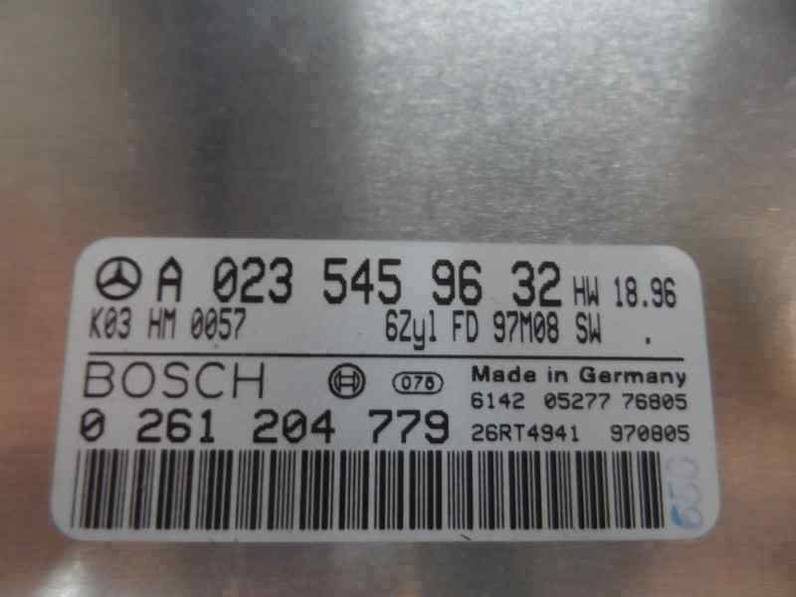 A 023 545 96 32 HW 18.96
K03 HM 0057 6Zyl FD 97M08 SW .
BOSCH 076 Made in Germany
6142 05277 76805
0 261 204 779 26RT4941 970805